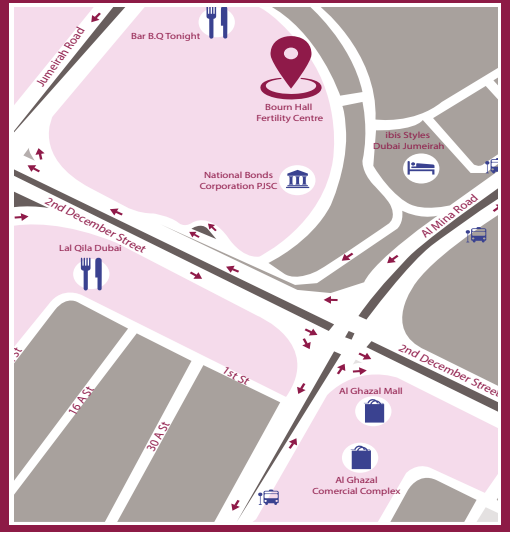 Bar B.Q Tonight
Jumeirah Road
Bourn Hall
Fertility Centre
ibis Styles
Dubai Jumeirah
National Bonds
Corporation PJSC
2nd December Street
Al Mina Road
Lal Qila Dubai
2nd December Street
St
1st St
16 A St
30 A St
Al Ghazal Mall
Al Ghazal
Comercial Complex